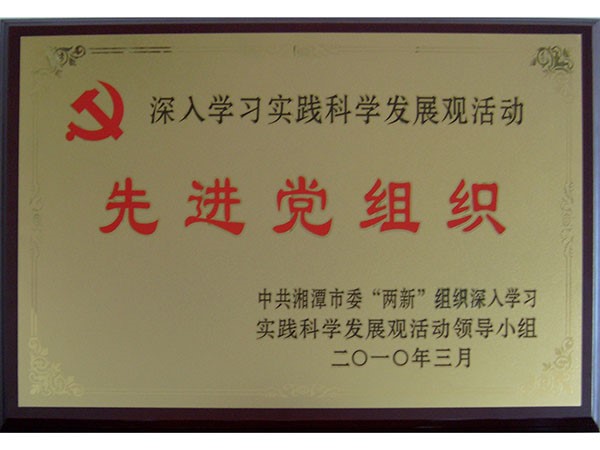 深入学习实践科学发展观活动
先进党组织
中共湘潭市委“两新”组织深入学习
实践科学发展观活动领导小组
二〇一〇年三月